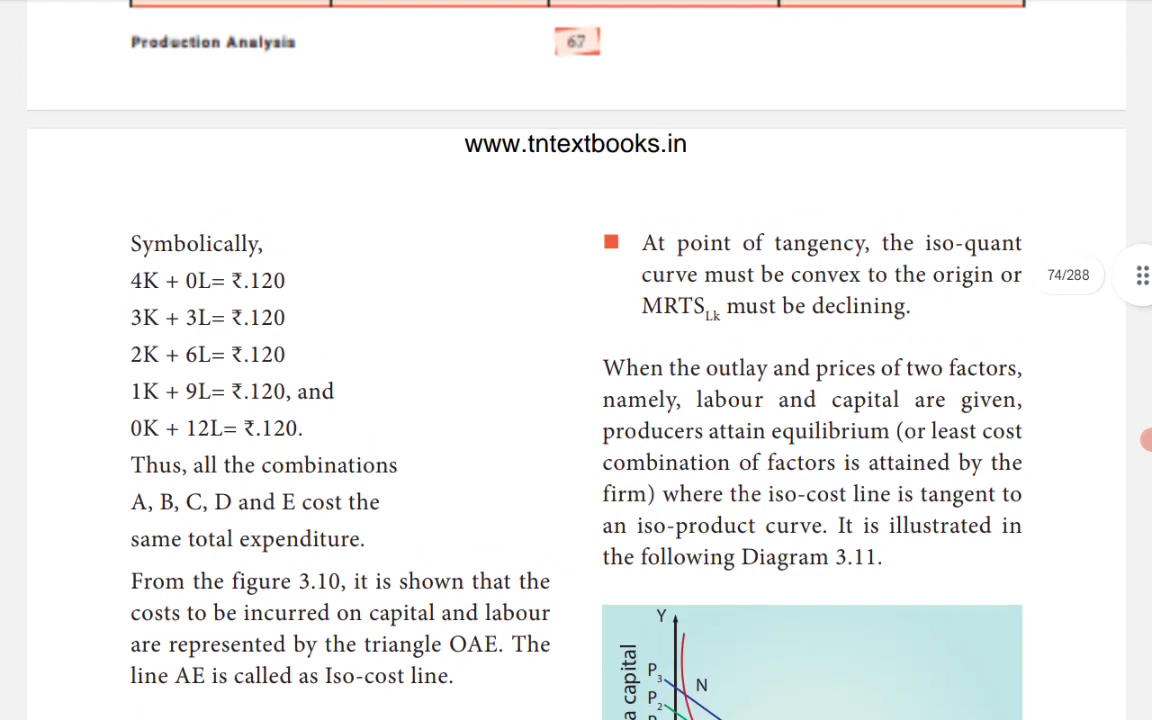 Production Analysis
67
www.tntextbooks.in
Symbolically,
4K + 0L= ₹.120
3K + 3L= ₹.120
2K + 6L= ₹.120
1K + 9L= ₹.120, and
0K + 12L= ₹.120.
Thus, all the combinations
A, B, C, D and E cost the
same total expenditure.
From the figure 3.10, it is shown that the
costs to be incurred on capital and labour
are represented by the triangle OAE. The
line AE is called as Iso-cost line.
■ At point of tangency, the iso-quant
curve must be convex to the origin or
MRTSLk must be declining.
When the outlay and prices of two factors,
namely, labour and capital are given,
producers attain equilibrium (or least cost
combination of factors is attained by the
firm) where the iso-cost line is tangent to
an iso-product curve. It is illustrated in
the following Diagram 3.11.
Y
P3
N
P2
a capital
74/288